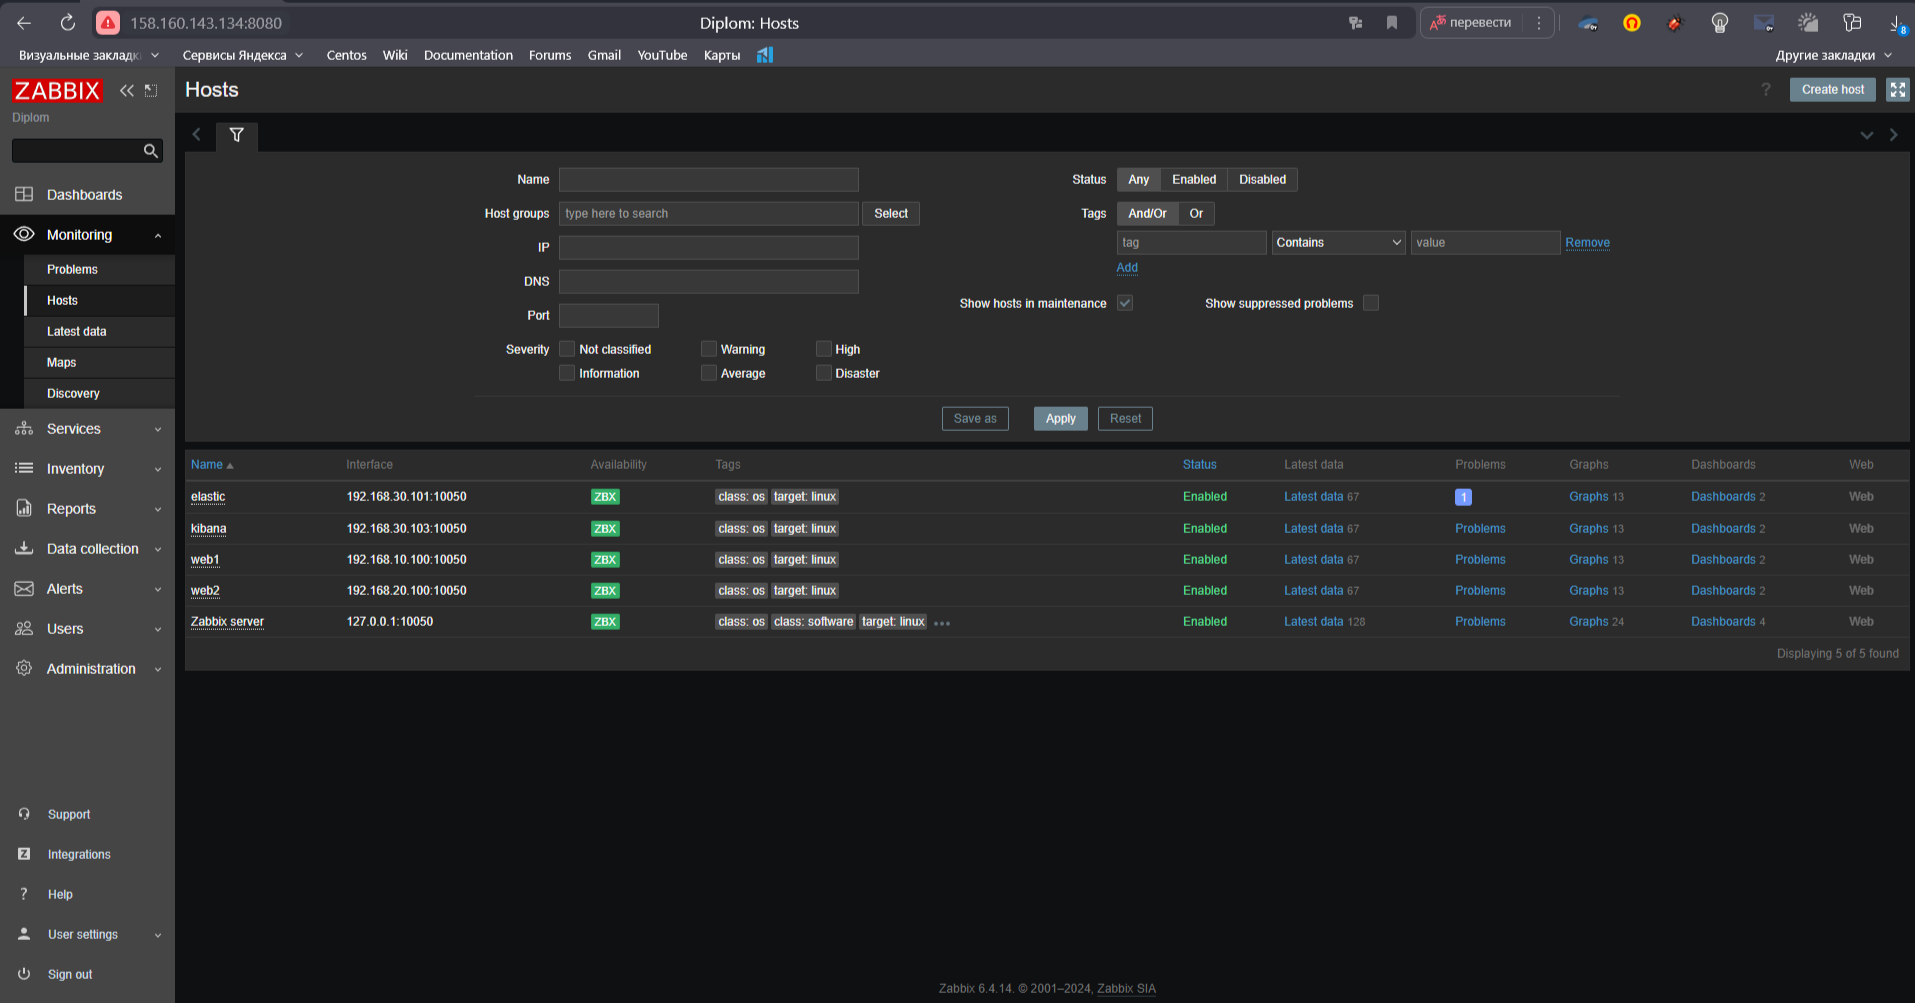 158.160.143.134:8080
Diplom: Hosts
перевести
8
Визуальные закладк
Сервисы Яндекса
Centos
Wiki
Documentation
Forums
Gmail
YouTube
Карты
Другие закладки
ZABBIX
Diplom
Dashboards
Monitoring
Problems
Hosts
Latest data
Maps
Discovery
Services
Inventory
Reports
Data collection
Alerts
Users
Administration
Support
Integrations
Help
User settings
Sign out
Hosts
? Create host
Name
Status Any Enabled Disabled
Host groups type here to search Select
Tags And/Or Or
IP
tag Contains value Remove
Add
DNS
Show hosts in maintenance Show suppressed problems
Port
Severity Not classified Warning High
Information Average Disaster
Save as Apply Reset
Name Interface Availability Tags Status Latest data Problems Graphs Dashboards Web
elastic 192.168.30.101:10050 ZBX class: os target: linux Enabled Latest data 67 1 Graphs 13 Dashboards 2 Web
kibana 192.168.30.103:10050 ZBX class: os target: linux Enabled Latest data 67 Problems Graphs 13 Dashboards 2 Web
web1 192.168.10.100:10050 ZBX class: os target: linux Enabled Latest data 67 Problems Graphs 13 Dashboards 2 Web
web2 192.168.20.100:10050 ZBX class: os target: linux Enabled Latest data 67 Problems Graphs 13 Dashboards 2 Web
Zabbix server 127.0.0.1:10050 ZBX class: os class: software target: linux ••• Enabled Latest data 128 Problems Graphs 24 Dashboards 4 Web
Displaying 5 of 5 found
Zabbix 6.4.14. © 2001–2024, Zabbix SIA